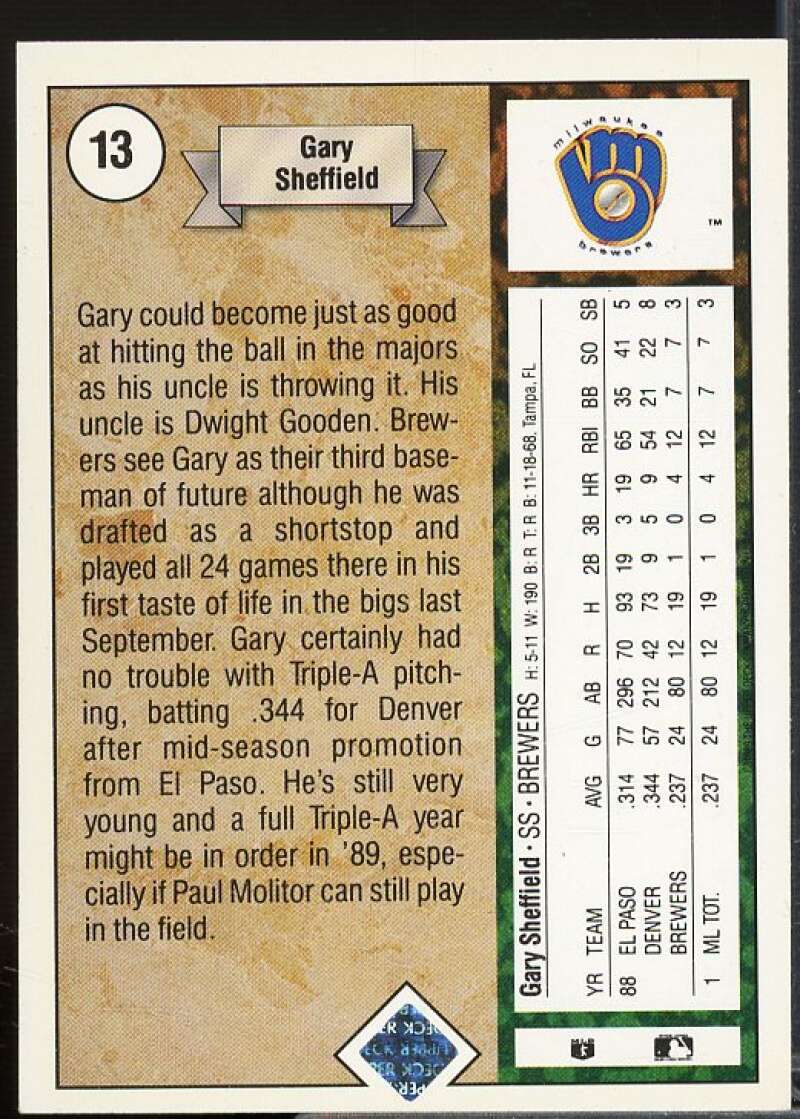 13
Gary
Sheffield
Gary could become just as good
at hitting the ball in the majors
as his uncle is throwing it. His
uncle is Dwight Gooden. Brew-
ers see Gary as their third base-
man of future although he was
drafted as a shortstop and
played all 24 games there in his
first taste of life in the bigs last
September. Gary certainly had
no trouble with Triple-A pitch-
ing, batting .344 for Denver
after mid-season promotion
from El Paso. He's still very
young and a full Triple-A year
might be in order in '89, espe-
cially if Paul Molitor can still play
in the field.
milwaukee
brewers
TM
Gary Sheffield • SS • BREWERS H: 5-11 W: 190 B: R T: R B: 11-18-68, Tampa, FL
YR TEAM AVG G AB R H 2B 3B HR RBI BB SO SB
88 EL PASO .314 77 296 70 93 19 3 19 65 35 41 5
DENVER .344 57 212 42 73 9 5 9 54 21 22 8
BREWERS .237 24 80 12 19 1 0 4 12 7 7 3
1 ML TOT. .237 24 80 12 19 1 0 4 12 7 7 3